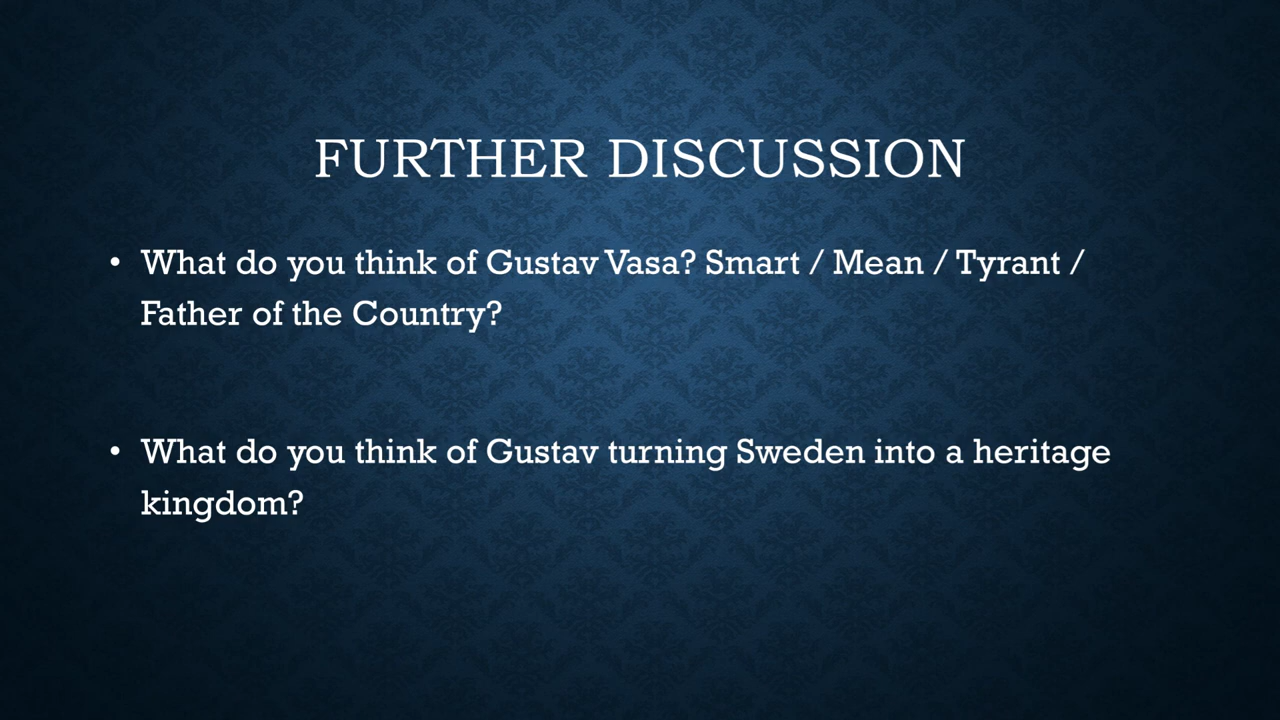 FURTHER DISCUSSION
• What do you think of Gustav Vasa? Smart / Mean / Tyrant /
Father of the Country?
• What do you think of Gustav turning Sweden into a heritage
kingdom?